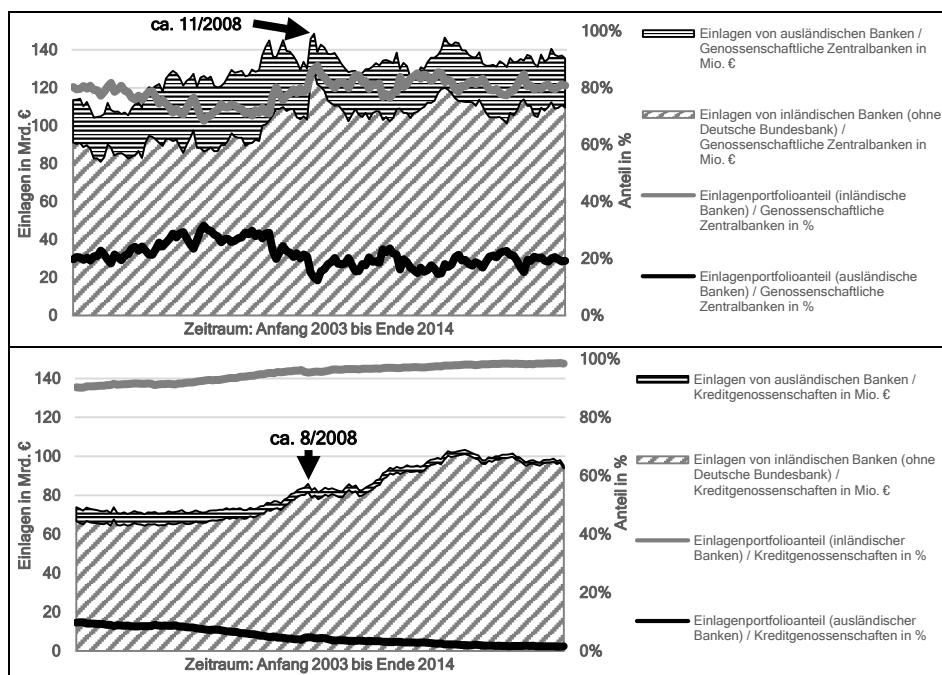 ca. 11/2008
Einlagen in Mrd. €
140
120
100
80
60
40
20
0
100%
80%
60%
40%
20%
0%
Anteil in %
Zeitraum: Anfang 2003 bis Ende 2014
Einlagen von ausländischen Banken /
Genossenschaftliche Zentralbanken in
Mio. €
Einlagen von inländischen Banken (ohne
Deutsche Bundesbank) /
Genossenschaftliche Zentralbanken in
Mio. €
Einlagenportfolioanteil (inländische
Banken) / Genossenschaftliche
Zentralbanken in %
Einlagenportfolioanteil (ausländische
Banken) / Genossenschaftliche
Zentralbanken in %
ca. 8/2008
Einlagen in Mrd. €
140
120
100
80
60
40
20
0
100%
80%
60%
40%
20%
0%
Anteil in %
Zeitraum: Anfang 2003 bis Ende 2014
Einlagen von ausländischen Banken /
Kreditgenossenschaften in Mio. €
Einlagen von inländischen Banken (ohne
Deutsche Bundesbank) /
Kreditgenossenschaften in Mio. €
Einlagenportfolioanteil (inländischer
Banken) / Kreditgenossenschaften in %
Einlagenportfolioanteil (ausländischer
Banken) / Kreditgenossenschaften in %